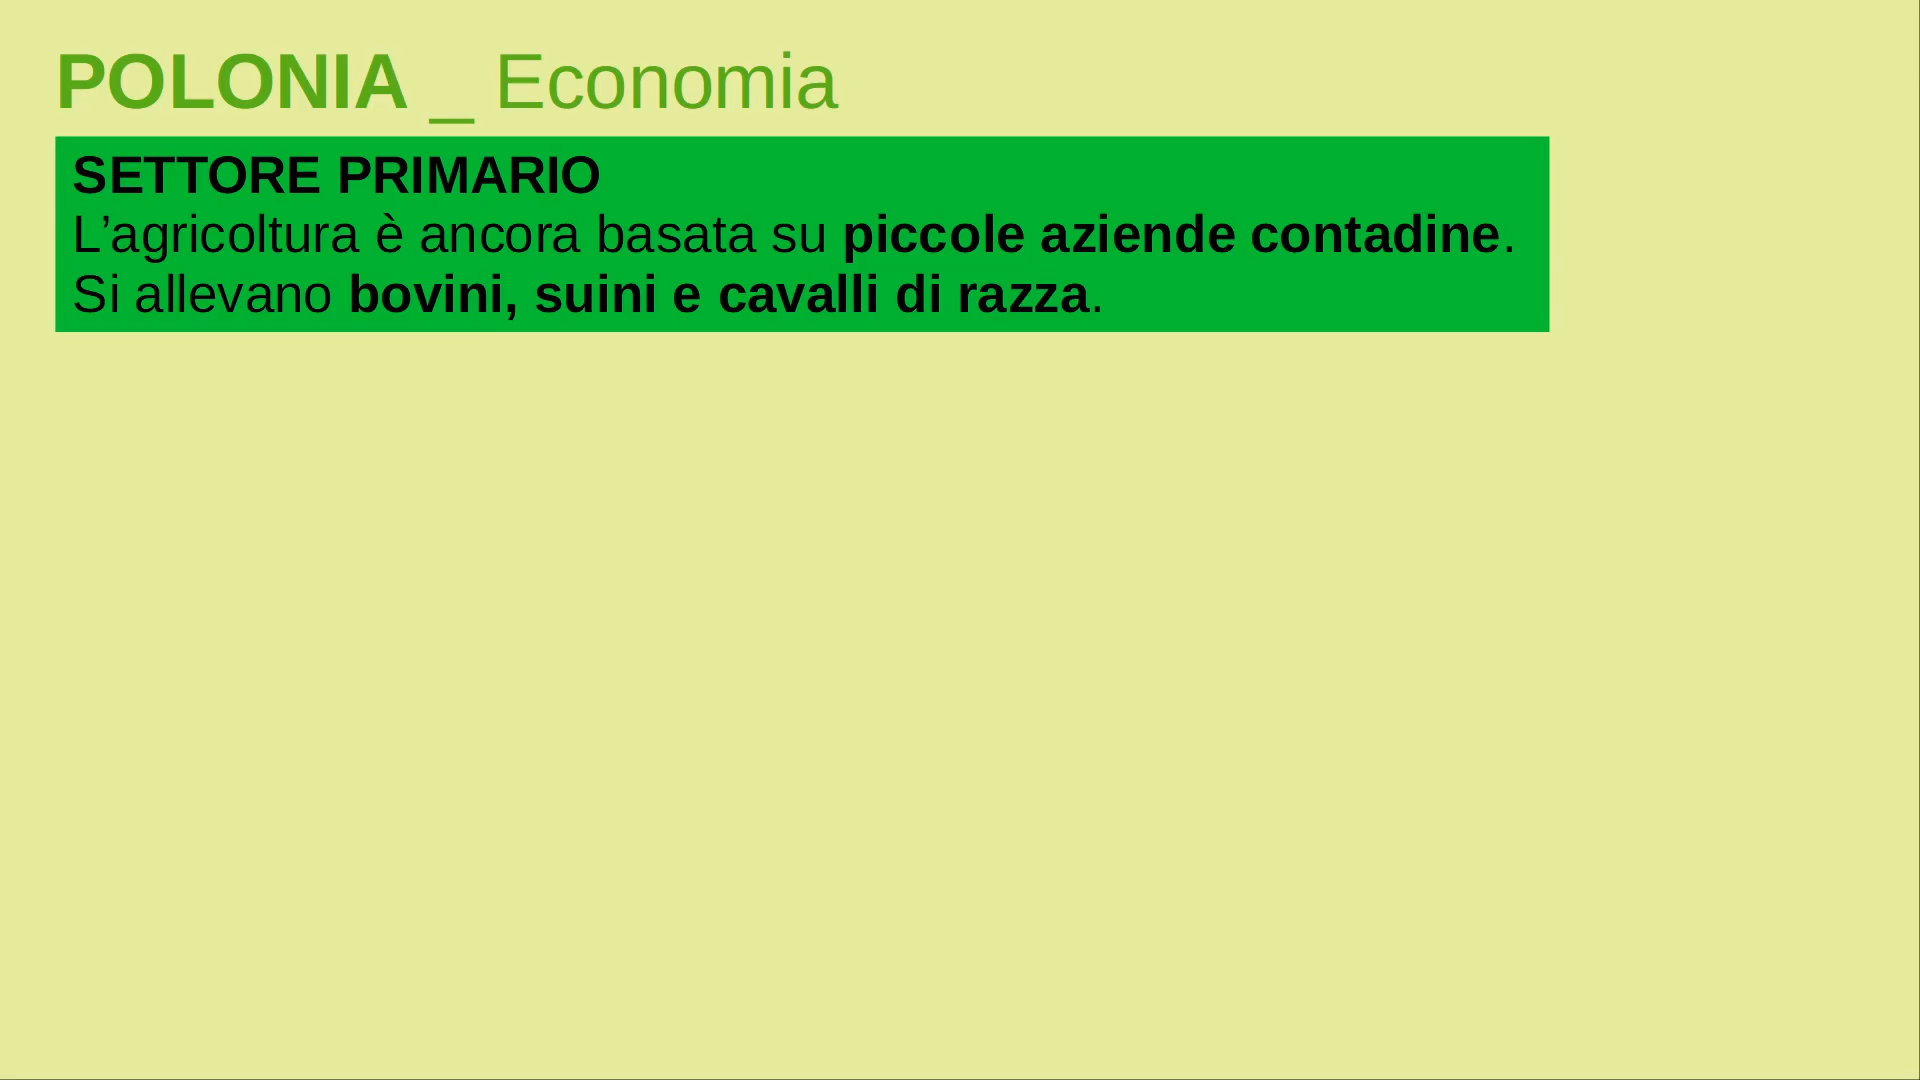 POLONIA _ Economia
SETTORE PRIMARIO
L’agricoltura è ancora basata su piccole aziende contadine.
Si allevano bovini, suini e cavalli di razza.